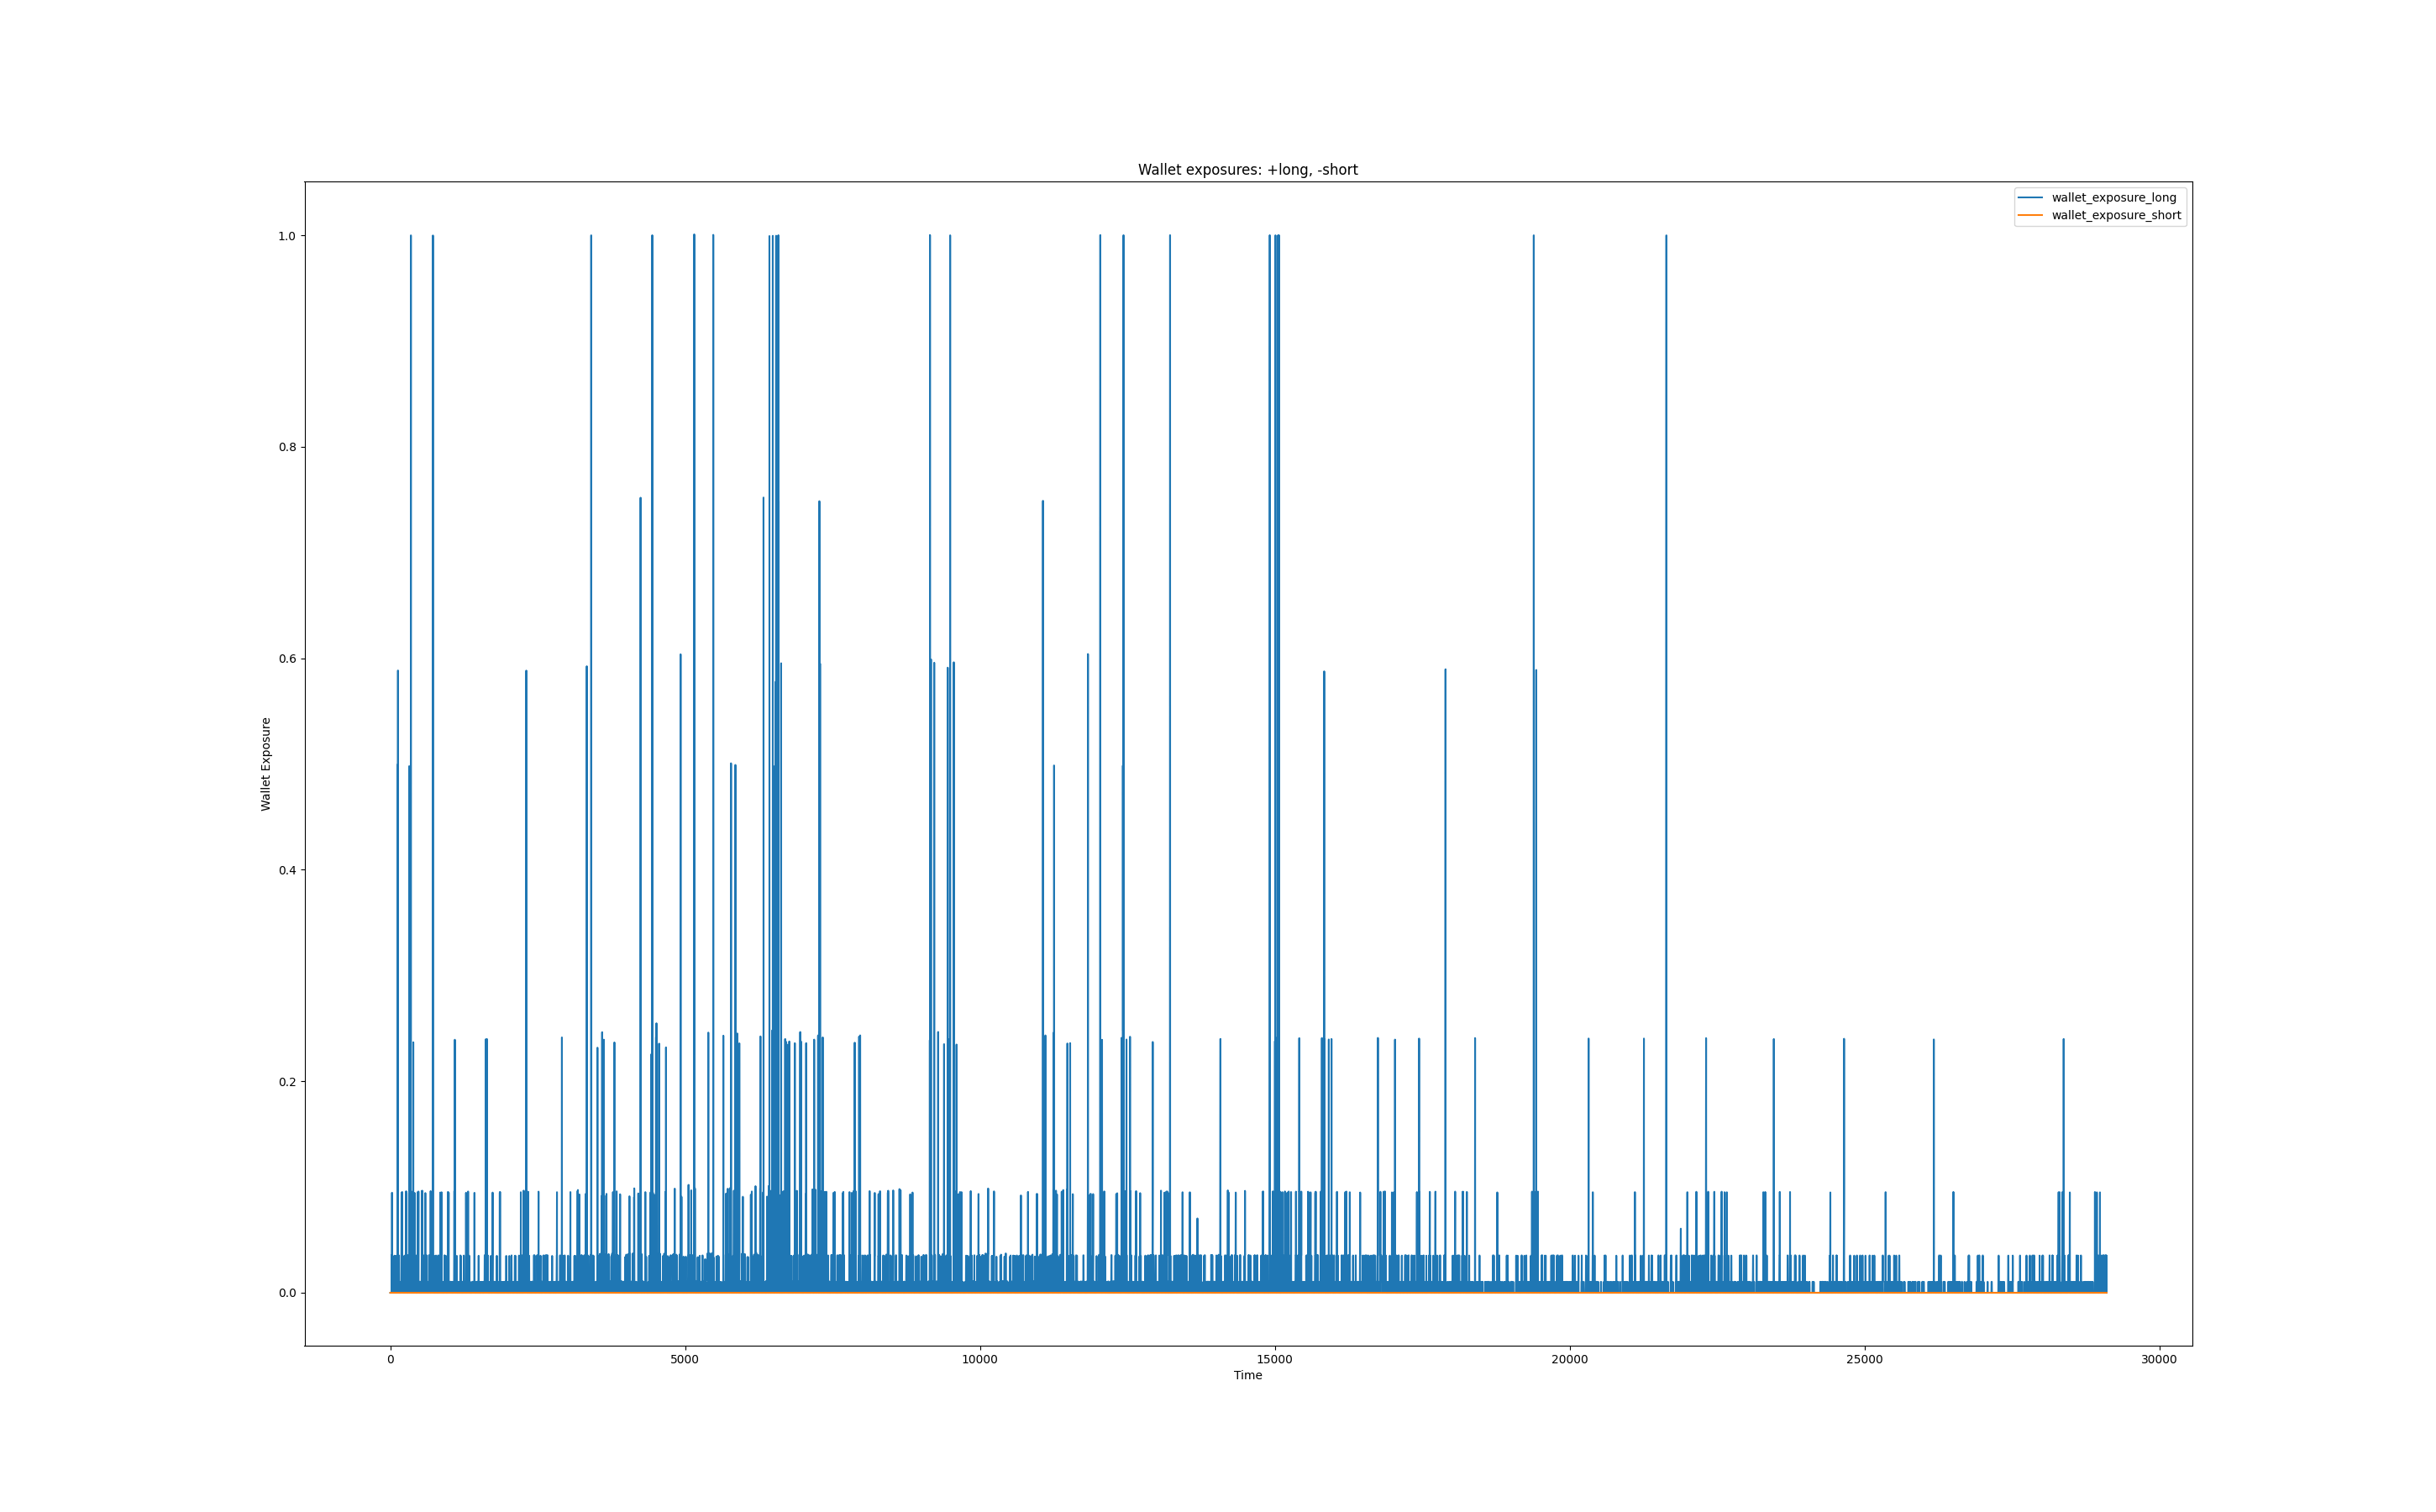 Wallet exposures: +long, -short
wallet_exposure_long
wallet_exposure_short
1.0
0.8
0.6
0.4
0.2
0.0
Wallet Exposure
0 5000 10000 15000 20000 25000 30000
Time